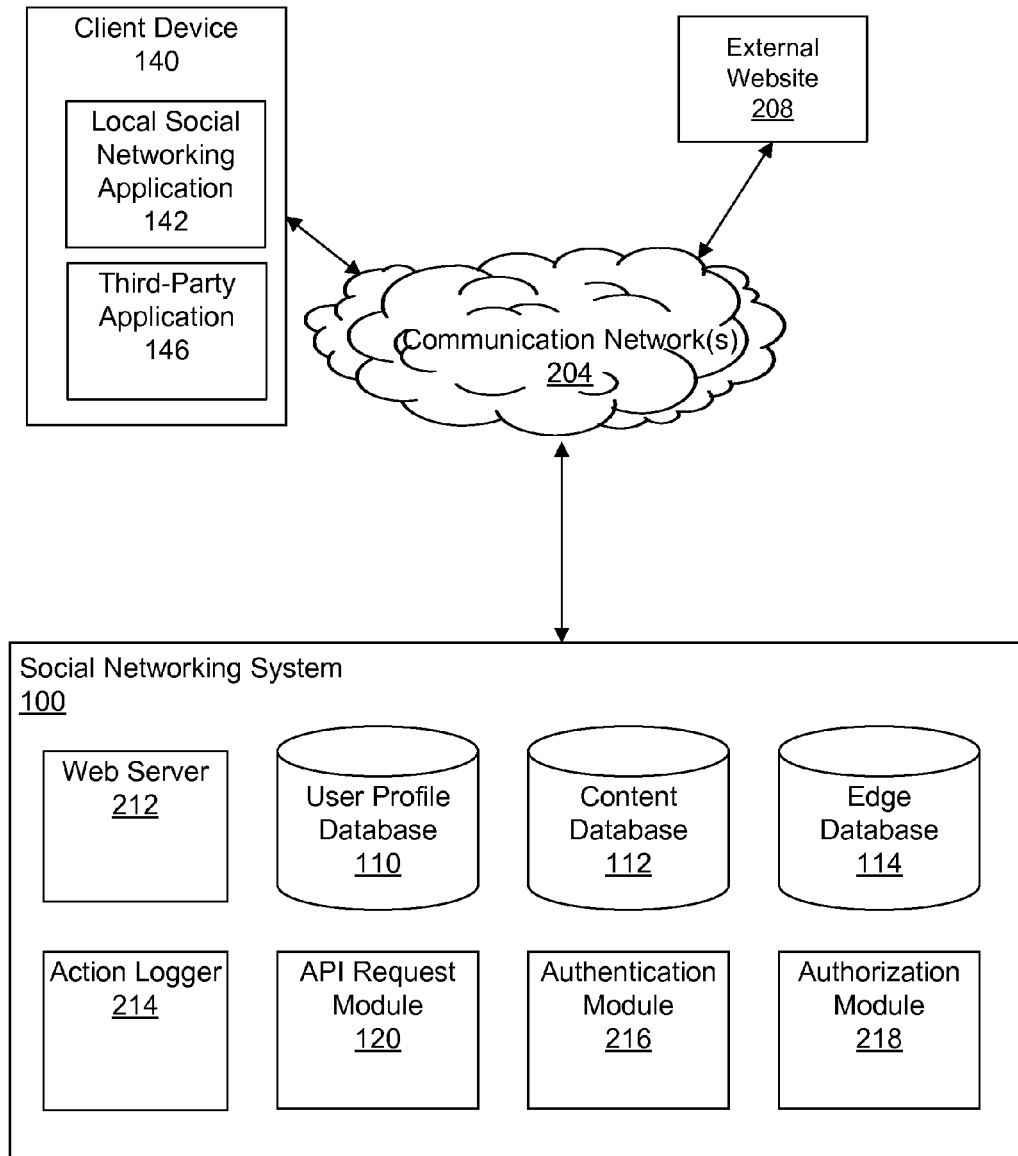 Client Device
140
Local Social
Networking
Application
142
Third-Party
Application
146
External
Website
208
Communication Network(s)
204
Social Networking System
100
Web Server
212
User Profile
Database
110
Content
Database
112
Edge
Database
114
Action Logger
214
API Request
Module
120
Authentication
Module
216
Authorization
Module
218